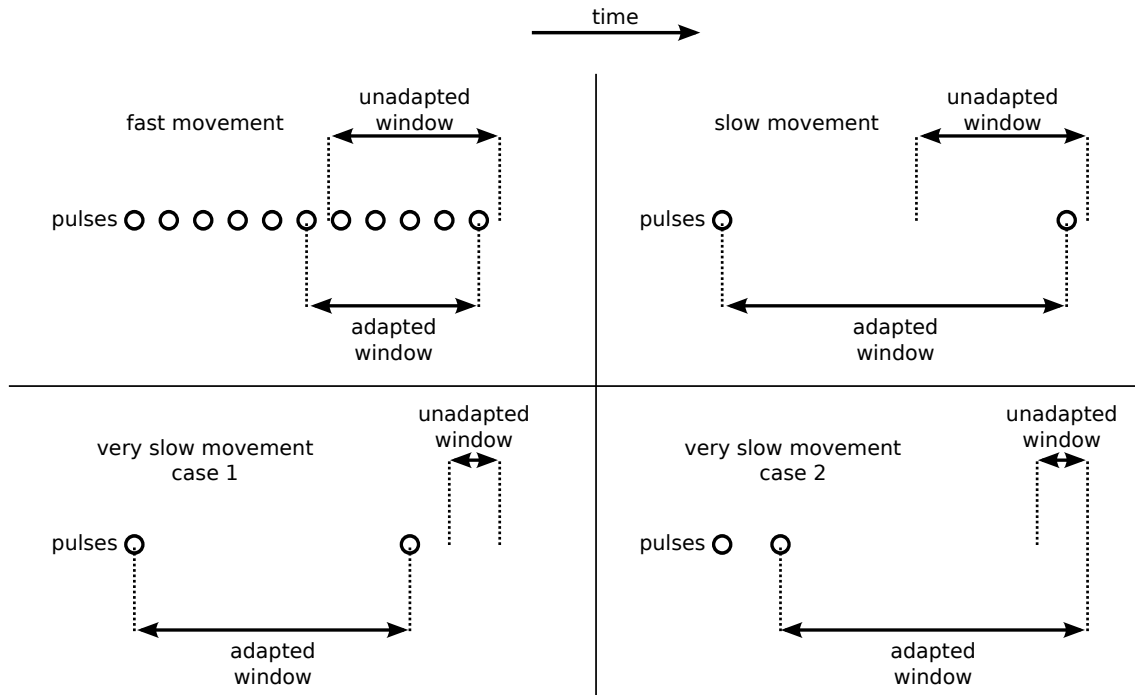 time
fast movement
unadapted
window
pulses
adapted
window
slow movement
unadapted
window
pulses
adapted
window
very slow movement
case 1
unadapted
window
pulses
adapted
window
very slow movement
case 2
unadapted
window
pulses
adapted
window